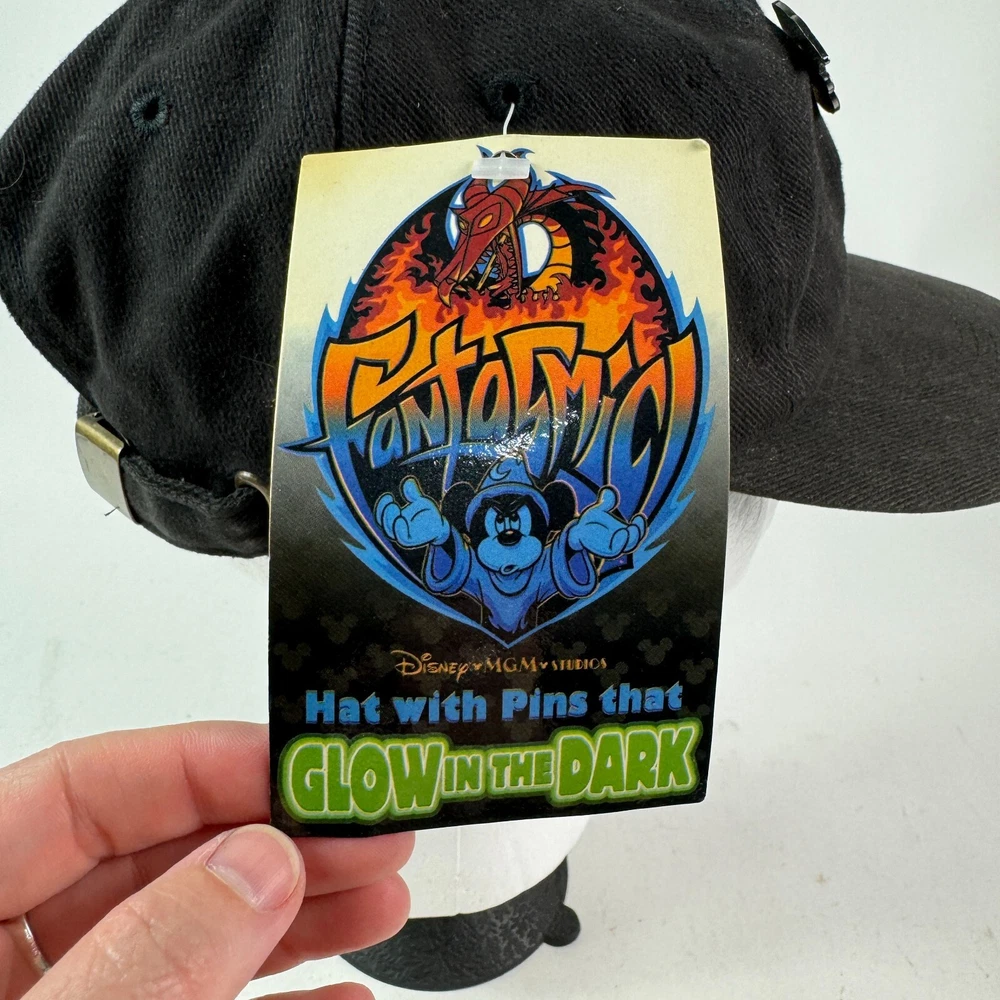 Fantasmic!
Disney MGM STUDIOS
Hat with Pins that
GLOW IN THE DARK